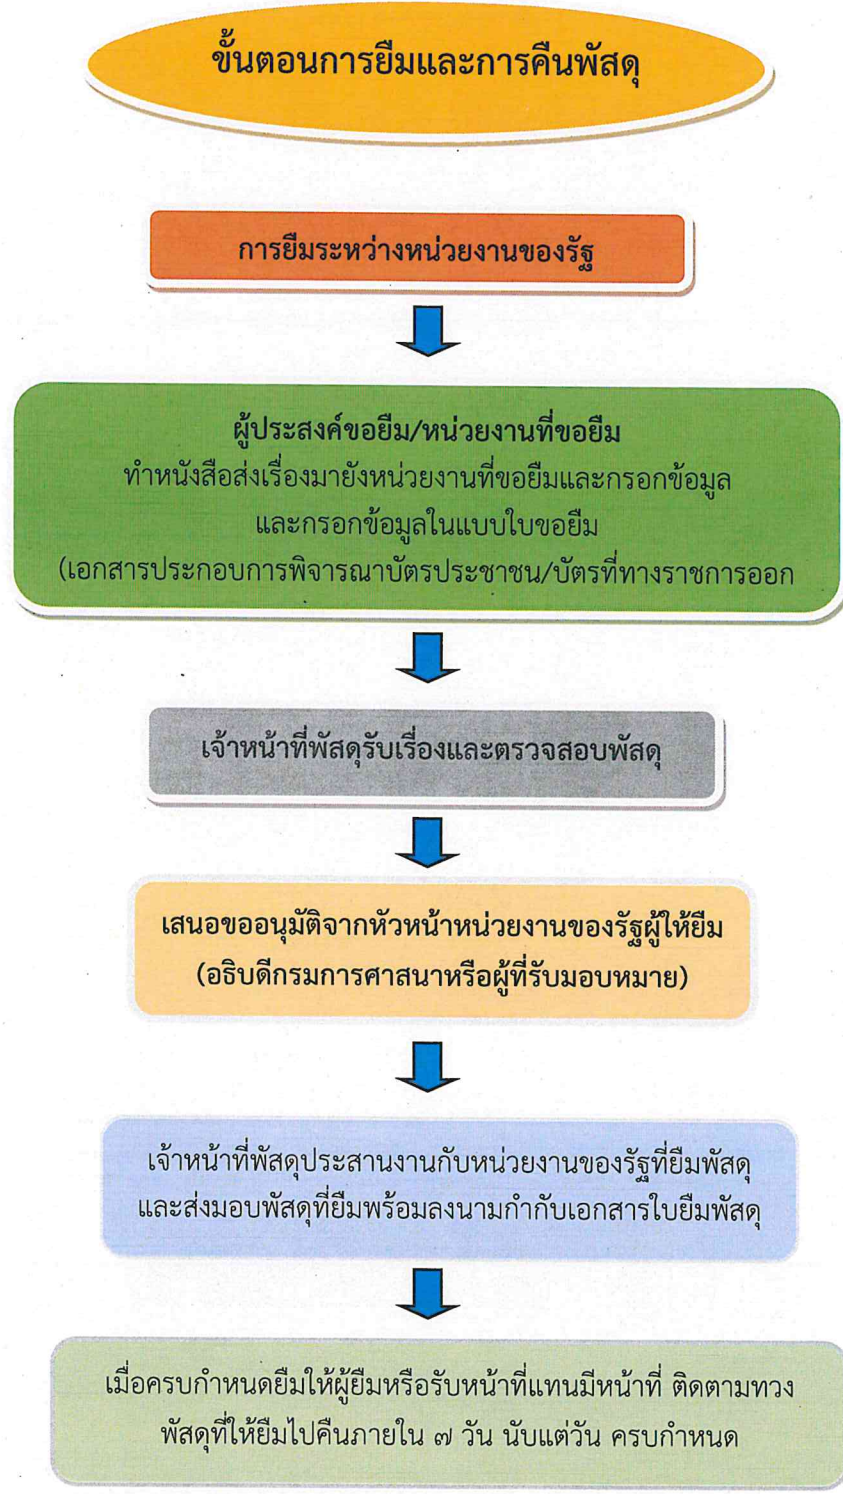 ขั้นตอนการยืมและการคืนพัสดุ
การยืมระหว่างหน่วยงานของรัฐ
ผู้ประสงค์ขอยืม/หน่วยงานที่ขอยืม
ทำหนังสือส่งเรื่องมายังหน่วยงานที่ขอยืมและกรอกข้อมูล
และกรอกข้อมูลในแบบใบขอยืม
(เอกสารประกอบการพิจารณาบัตรประชาชน/บัตรที่ทางราชการออก
เจ้าหน้าที่พัสดุรับเรื่องและตรวจสอบพัสดุ
เสนอขออนุมัติจากหัวหน้าหน่วยงานของรัฐผู้ให้ยืม
(อธิบดีกรมการศาสนาหรือผู้ที่รับมอบหมาย)
เจ้าหน้าที่พัสดุประสานงานกับหน่วยงานของรัฐที่ยืมพัสดุ
และส่งมอบพัสดุที่ยืมพร้อมลงนามกำกับเอกสารใบยืมพัสดุ
เมื่อครบกำหนดยืมให้ผู้ยืมหรือรับหน้าที่แทนมีหน้าที่ ติดตามทวง
พัสดุที่ให้ยืมไปคืนภายใน ๗ วัน นับแต่วัน ครบกำหนด